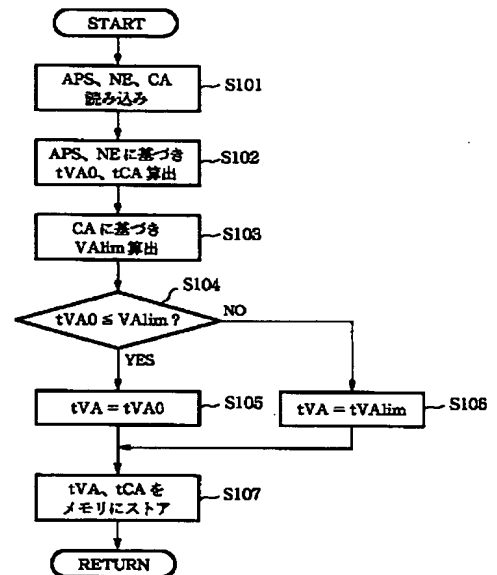 START
APS、NE、CA
読み込み
S101
APS、NEに基づき
tVA0、tCA 算出
S102
CAに基づき
VAlim 算出
S103
S104
tVA0 ≦ VAlim ?
NO
YES
tVA = tVA0
S105
tVA = tVAlim
S106
tVA、tCA を
メモリにストア
S107
RETURN